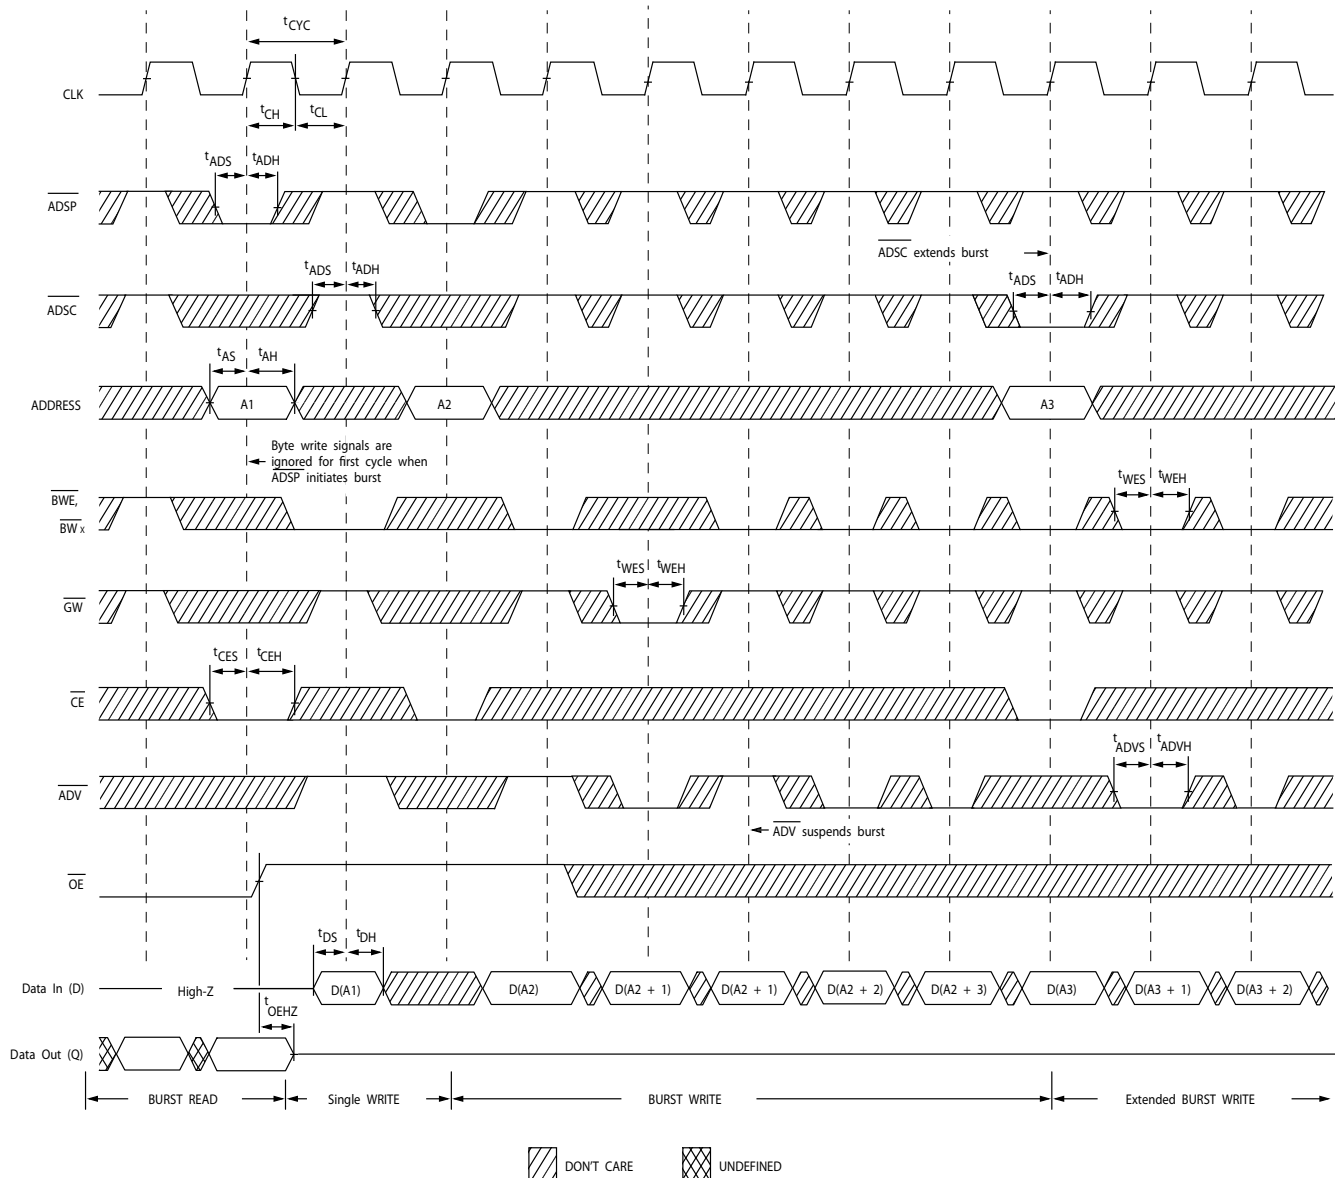 tCYC
CLK
tCH
tCL
tADS
tADH
ADSP
ADSC extends burst
tADS
tADH
tADS
tADH
ADSC
tAS
tAH
ADDRESS
A1
A2
A3
Byte write signals are
ignored for first cycle when
ADSP initiates burst
tWES
tWEH
BWE,
BW x
tWES
tWEH
GW
tCES
tCEH
CE
tADVS
tADVH
ADV
ADV suspends burst
OE
tDS
tDH
Data In (D)
High-Z
D(A1)
D(A2)
D(A2 + 1)
D(A2 + 1)
D(A2 + 2)
D(A2 + 3)
D(A3)
D(A3 + 1)
D(A3 + 2)
tOEHZ
Data Out (Q)
BURST READ
Single WRITE
BURST WRITE
Extended BURST WRITE
DON'T CARE
UNDEFINED